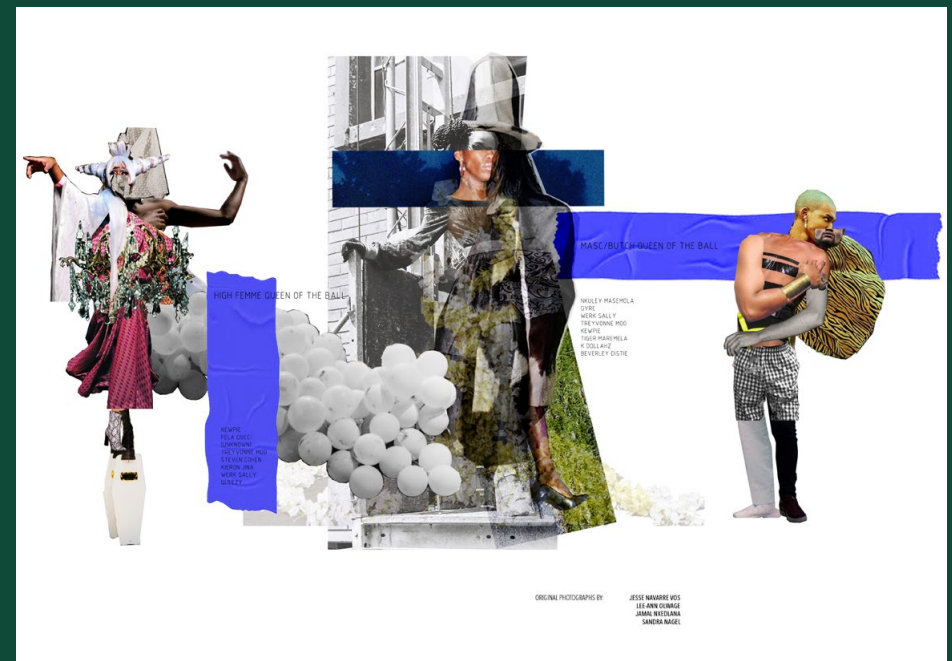 HIGH FEMME QUEEN OF THE BALL
KEWPIE
FELA GUCCI
(UNKNOWN)
TREYVONNE MOO
STEVEN COHEN
KIERON JINA
WERK SALLY
QUEEZY
MASC/BUTCH QUEEN OF THE BALL
NKULEY MASEMOLA
GYRE
WERK SALLY
TREYVONNE MOO
KEWPIE
TIGER MAREMELA
K DOLLAHZ
BEVERLEY DISTIE
ORIGINAL PHOTOGRAPHS BY:
JESSE NAVARRE VOS
LEE-ANN OLWAGE
JAMAL NXEDLANA
SANDRA NAGEL